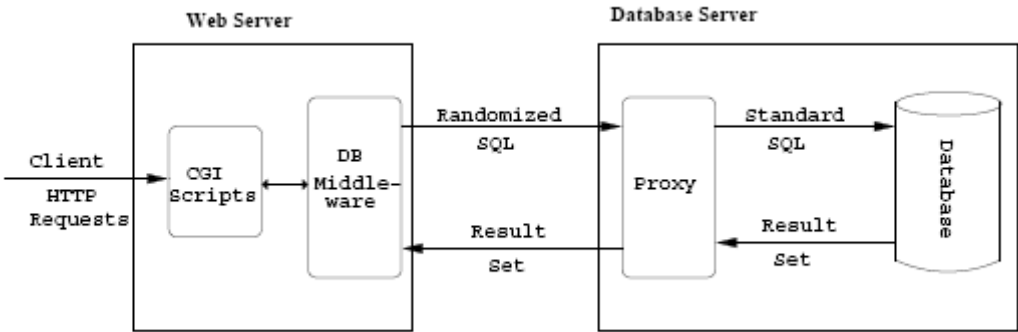 Web Server
Database Server
Client
HTTP
Requests
CGI
Scripts
DB
Middle-
ware
Randomized
SQL
Result
Set
Proxy
Standard
SQL
Result
Set
Database